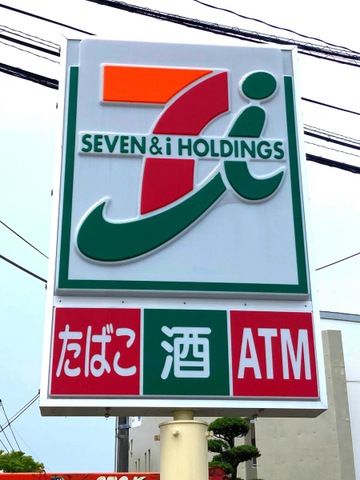 SEVEN & i HOLDINGS
たばこ 酒 ATM